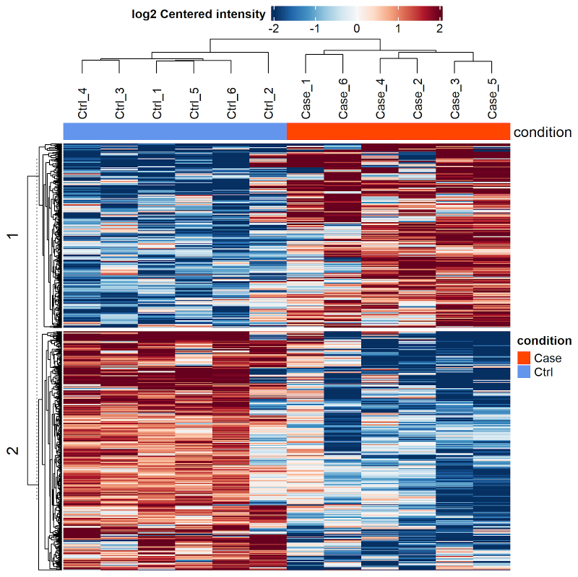 log2 Centered intensity
-2 -1 0 1 2
Ctrl_4 Ctrl_3 Ctrl_1 Ctrl_5 Ctrl_6 Ctrl_2 Case_1 Case_6 Case_4 Case_2 Case_3 Case_5
condition
1
2
condition
Case
Ctrl